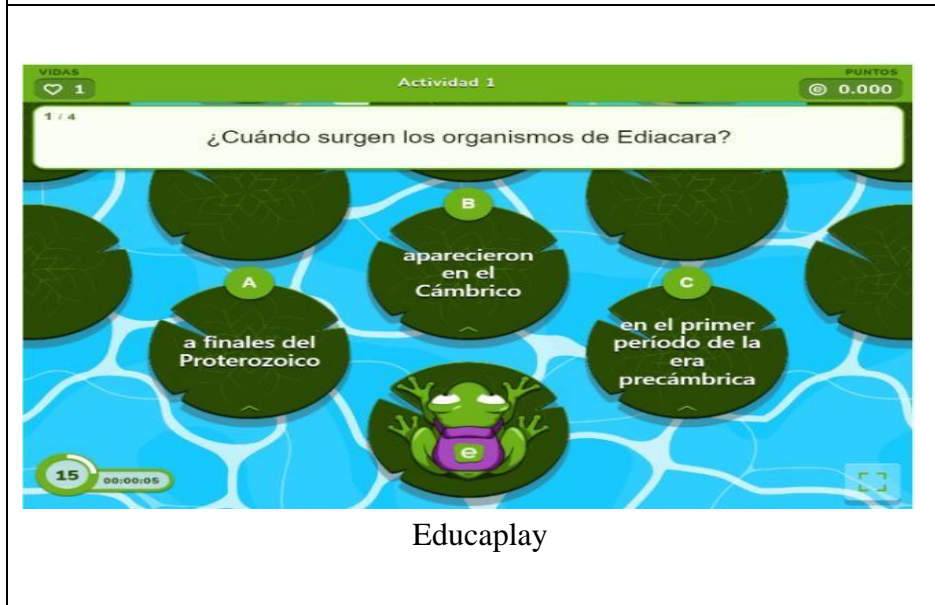 VIDAS
1
Actividad 1
PUNTOS
0.000
1 / 4
¿Cuándo surgen los organismos de Ediacara?
A
a finales del
Proterozoico
B
aparecieron
en el
Cámbrico
C
en el primer
período de la
era
precámbrica
e
15
00:00:05
Educaplay